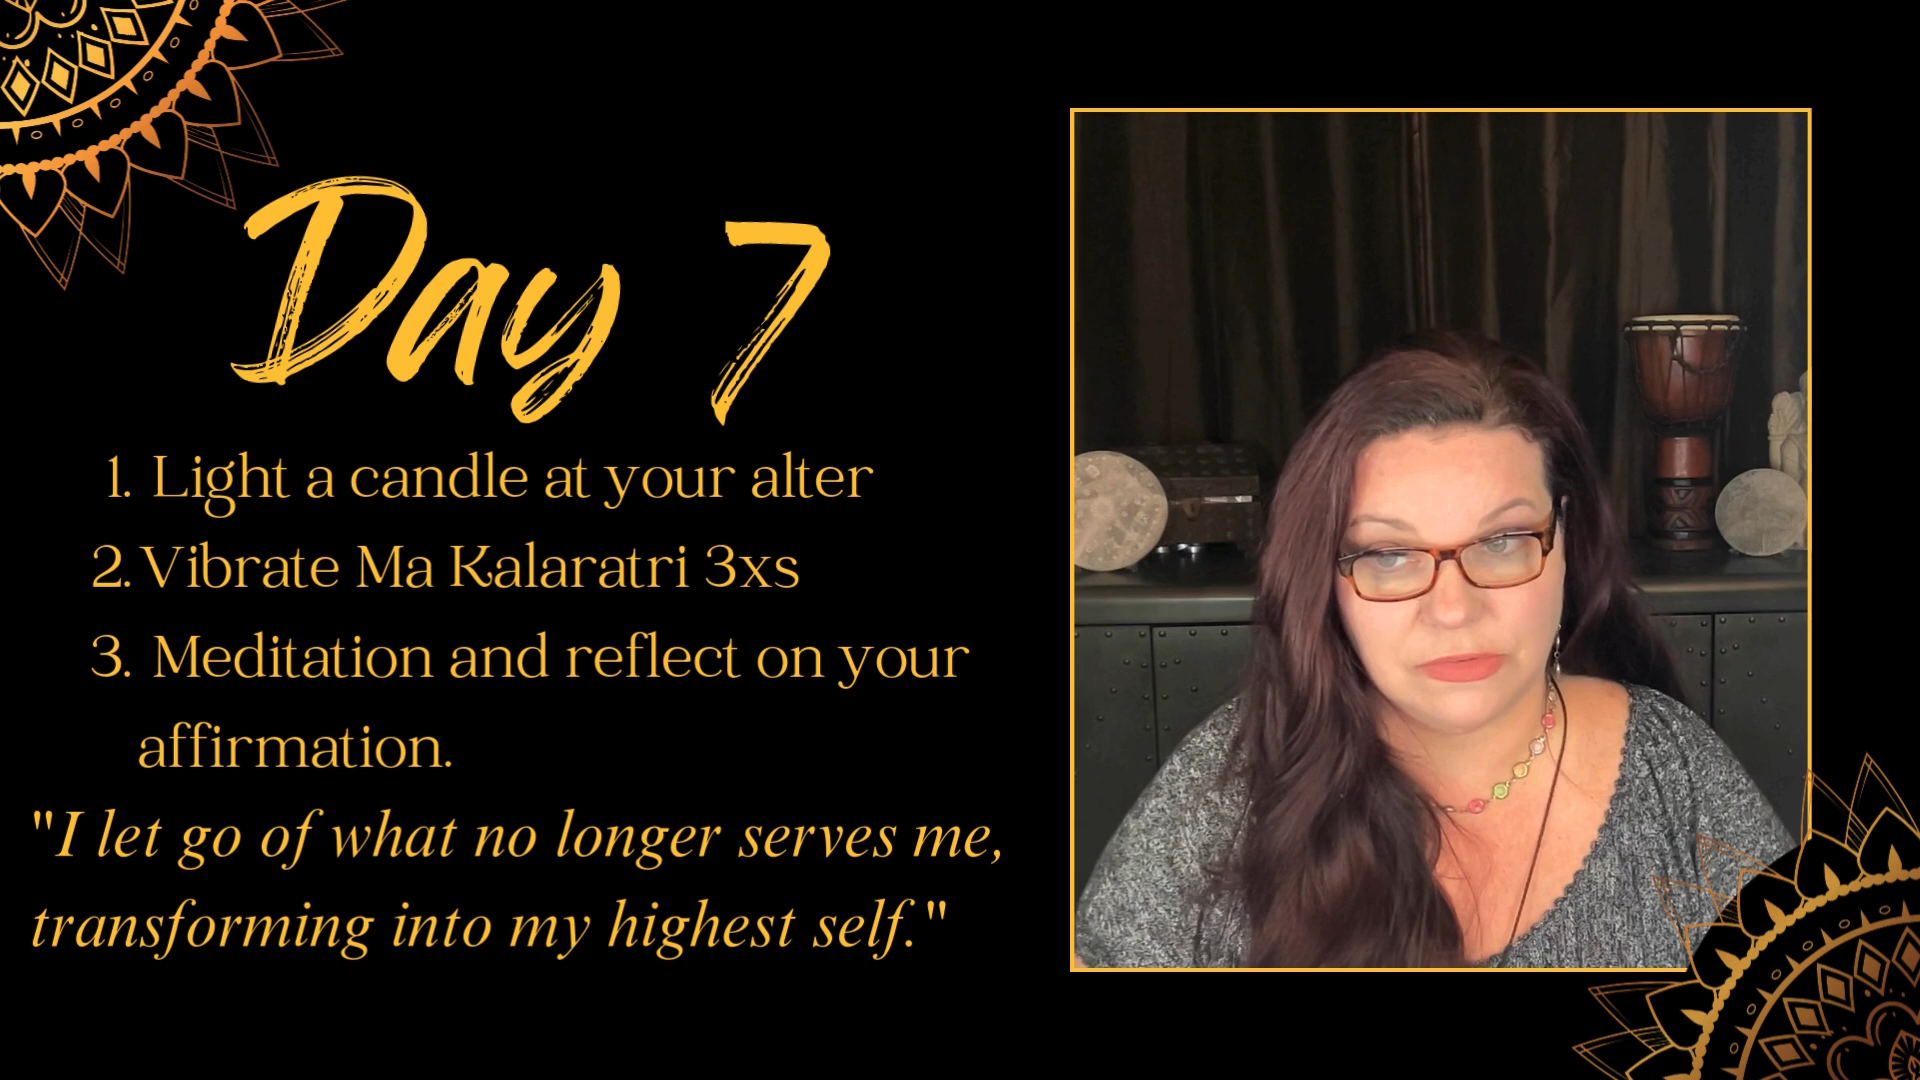 Day 7
1. Light a candle at your alter
2. Vibrate Ma Kalaratri 3xs
3. Meditation and reflect on your
affirmation.
"I let go of what no longer serves me,
transforming into my highest self."